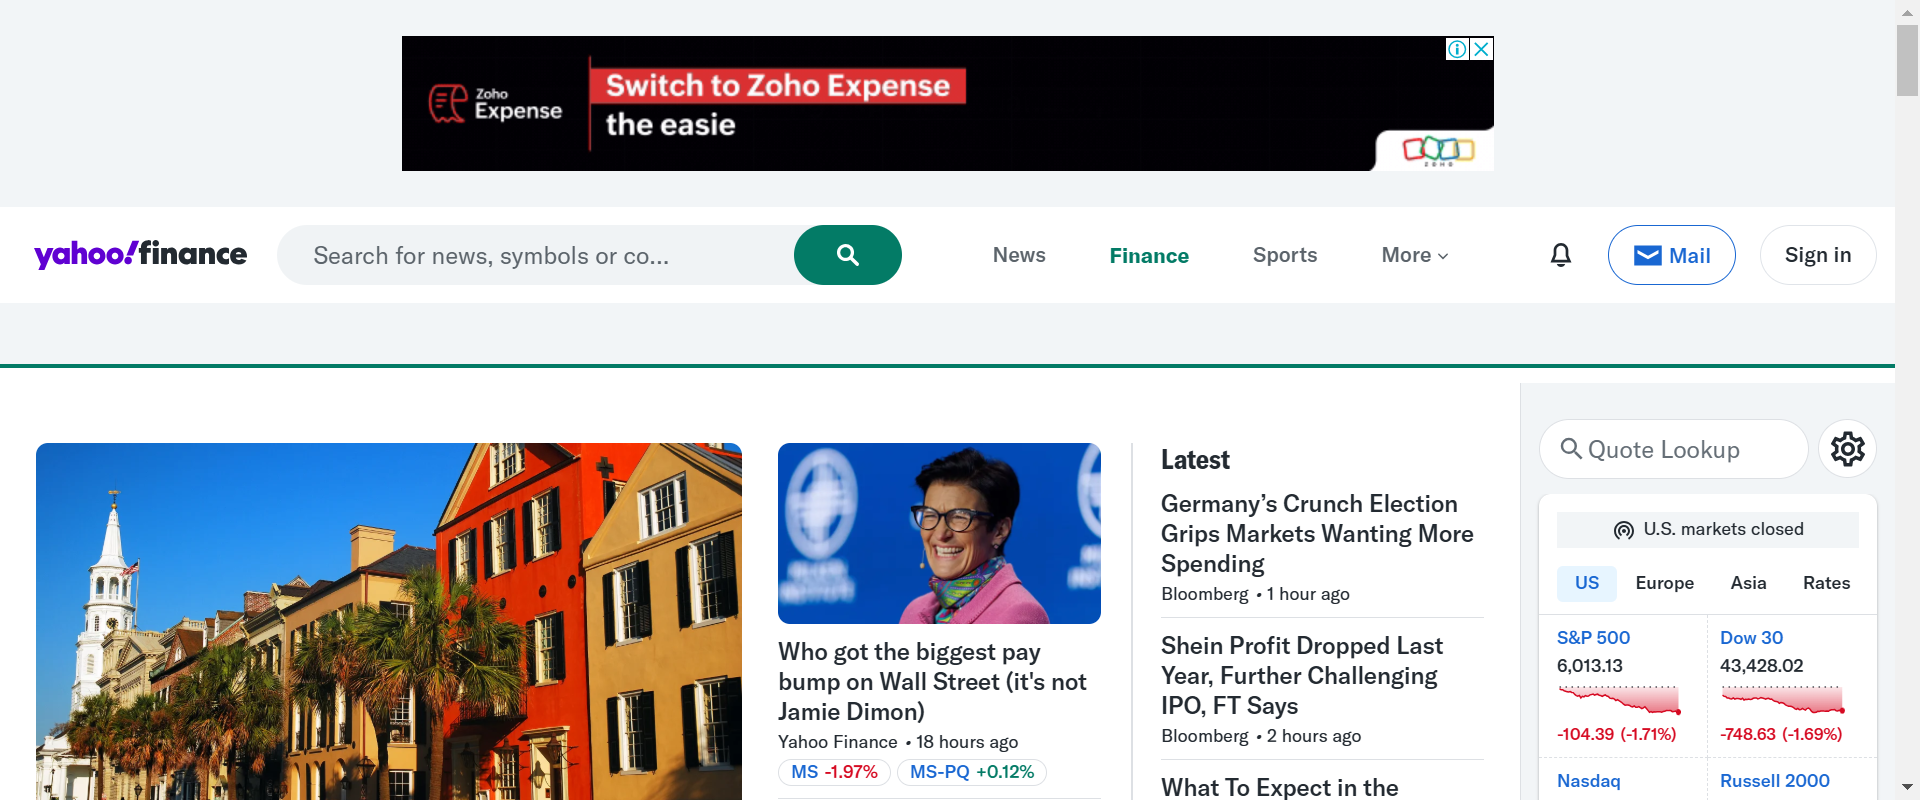 Zoho
Expense
Switch to Zoho Expense
the easie
ZOHO
yahoo!finance
Search for news, symbols or co...
News
Finance
Sports
More
Mail
Sign in
Who got the biggest pay
bump on Wall Street (it's not
Jamie Dimon)
Yahoo Finance • 18 hours ago
MS -1.97%
MS-PQ +0.12%
Latest
Germany’s Crunch Election
Grips Markets Wanting More
Spending
Bloomberg • 1 hour ago
Shein Profit Dropped Last
Year, Further Challenging
IPO, FT Says
Bloomberg • 2 hours ago
What To Expect in the
Quote Lookup
U.S. markets closed
US
Europe
Asia
Rates
S&P 500
6,013.13
-104.39 (-1.71%)
Dow 30
43,428.02
-748.63 (-1.69%)
Nasdaq
Russell 2000